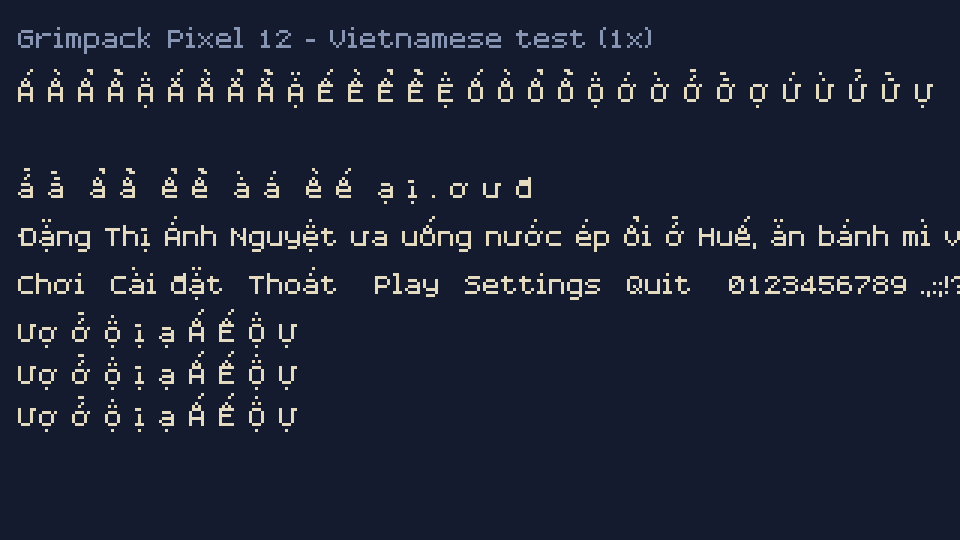 Grimpack Pixel 12 - Vietnamese test (1x)
Ấ Ầ Ẩ Ẫ Ậ Ắ Ằ Ẳ Ẵ Ặ Ế Ề Ể Ễ Ệ Ố Ồ Ổ Ỗ Ộ Ớ Ờ Ở Ỡ Ợ Ứ Ừ Ử Ữ Ự
ả ã ẩ ẫ ể ễ à á ề ế ạ ị . ơ ư đ
Đặng Thị Ánh Nguyệt ưa uống nước ép ổi ở Huế, ăn bánh mì v
Chơi Cài đặt Thoát Play Settings Quit 0123456789 .,:;!?
Ượ ở ộ ị ạ Ấ Ế Ộ Ự
Ượ ở ộ ị ạ Ấ Ế Ộ Ự
Ượ ở ộ ị ạ Ấ Ế Ộ Ự